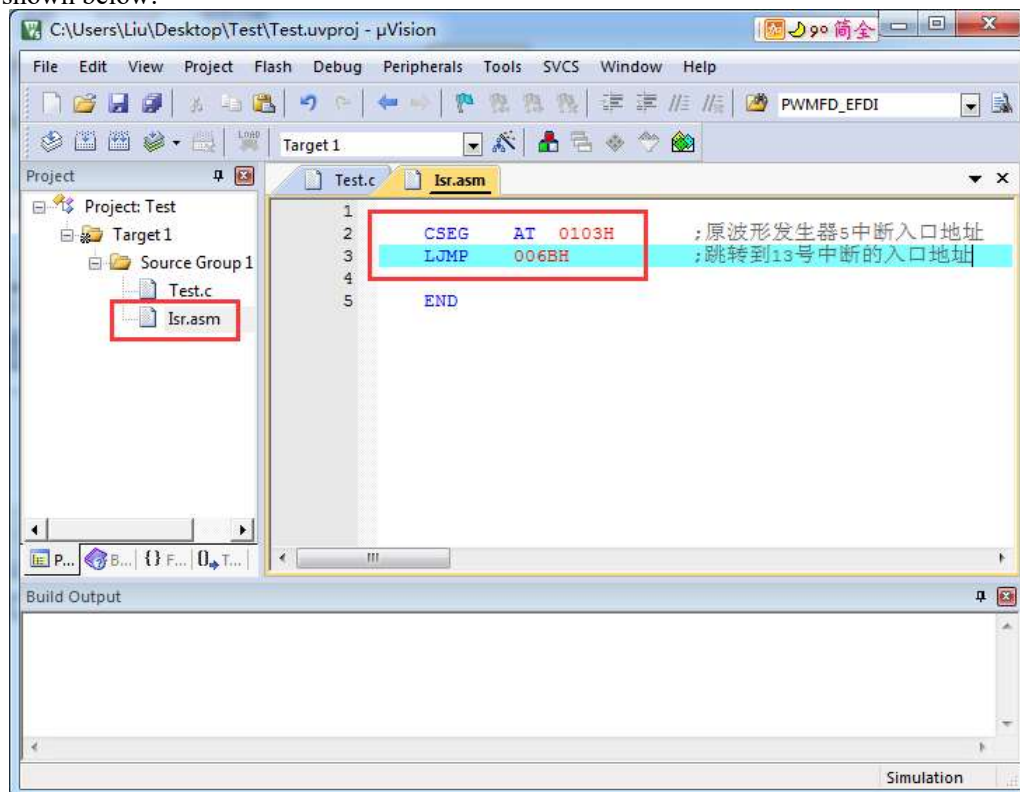 shown below:
C:\Users\Liu\Desktop\Test\Test.uvproj - µVision
简全
File Edit View Project Flash Debug Peripherals Tools SVCS Window Help
PWMFD_EFDI
LOAD Target 1
Project
Test.c Isr.asm
Project: Test
Target 1
Source Group 1
Test.c
Isr.asm
1
2 CSEG AT 0103H ;原波形发生器5中断入口地址
3 LJMP 006BH ;跳转到13号中断的入口地址
4
5 END
P... B... {} F... 0 T...
Build Output
Simulation